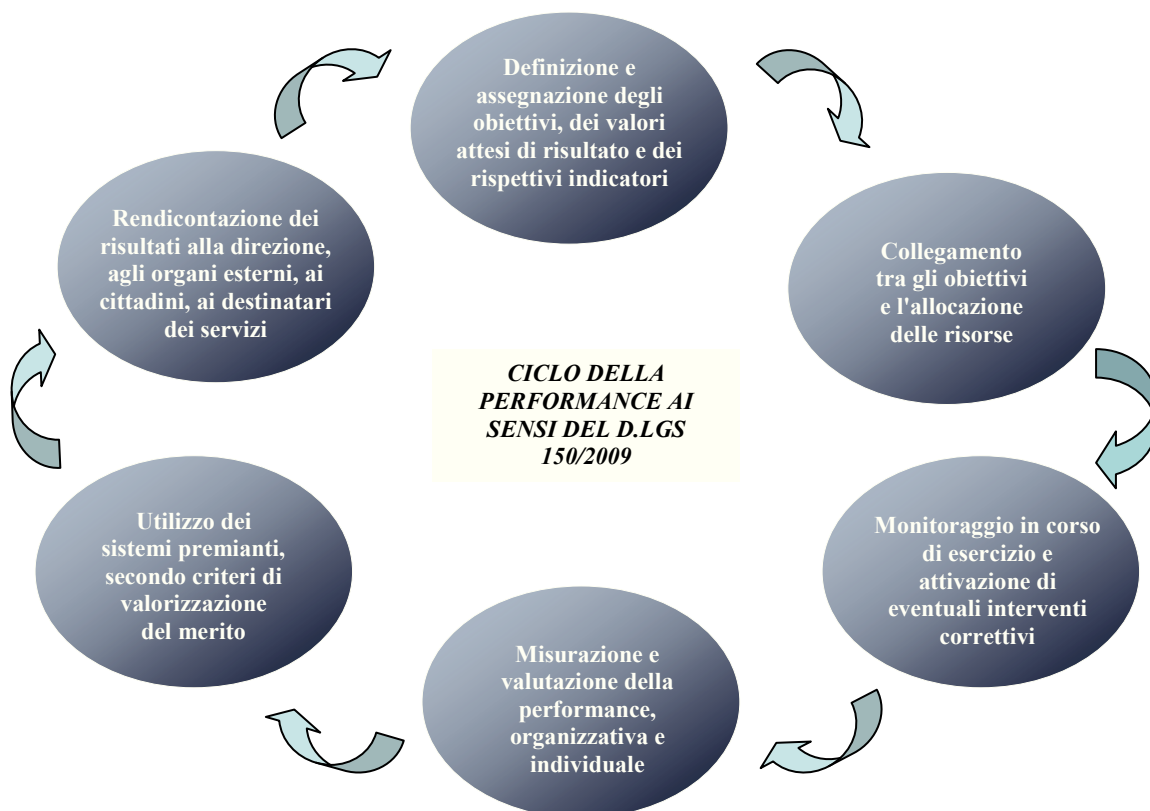 Definizione e
assegnazione degli
obiettivi, dei valori
attesi di risultato e dei
rispettivi indicatori
Collegamento
tra gli obiettivi
e l'allocazione
delle risorse
Monitoraggio in corso
di esercizio e
attivazione di
eventuali interventi
correttivi
Misurazione e
valutazione della
performance,
organizzativa e
individuale
Utilizzo dei
sistemi premianti,
secondo criteri di
valorizzazione
del merito
Rendicontazione dei
risultati alla direzione,
agli organi esterni, ai
cittadini, ai destinatari
dei servizi
CICLO DELLA
PERFORMANCE AI
SENSI DEL D.LGS
150/2009